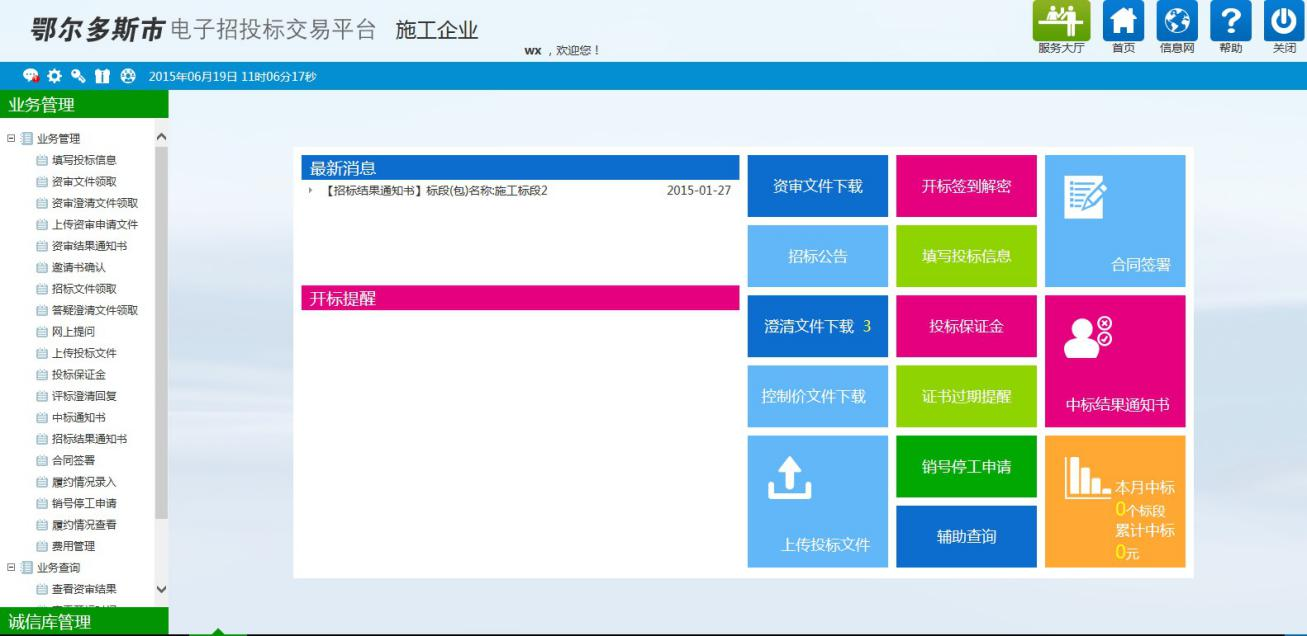 鄂尔多斯市 电子招投标交易平台 施工企业
wx ，欢迎您！
服务大厅 首页 信息网 帮助 关闭
2015年06月19日 11时06分17秒
业务管理
业务管理
填写投标信息
资审文件领取
资审澄清文件领取
上传资审申请文件
资审结果通知书
邀请书确认
招标文件领取
答疑澄清文件领取
网上提问
上传投标文件
投标保证金
评标澄清回复
中标通知书
招标结果通知书
合同签署
履约情况录入
销号停工申请
履约情况查看
费用管理
业务查询
查看资审结果
诚信库管理
最新消息
【招标结果通知书】标段(包)名称:施工标段2 2015-01-27
开标提醒
资审文件下载
开标签到解密
合同签署
招标公告
填写投标信息
澄清文件下载 3
投标保证金
中标结果通知书
控制价文件下载
证书过期提醒
上传投标文件
销号停工申请
辅助查询
本月中标
0个标段
累计中标
0元